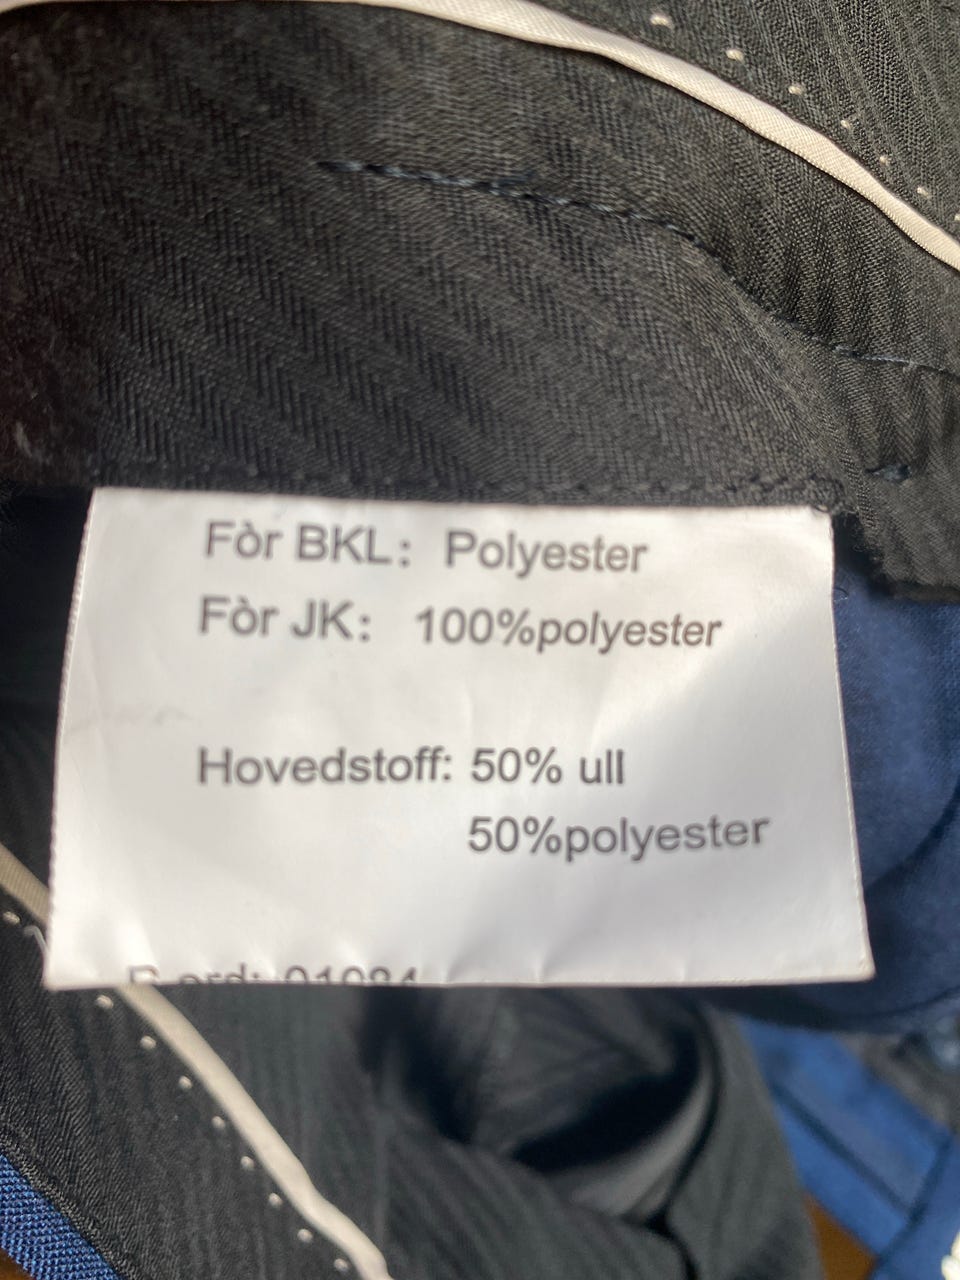 Fòr BKL: Polyester
Fòr JK: 100%polyester
Hovedstoff: 50% ull
50%polyester